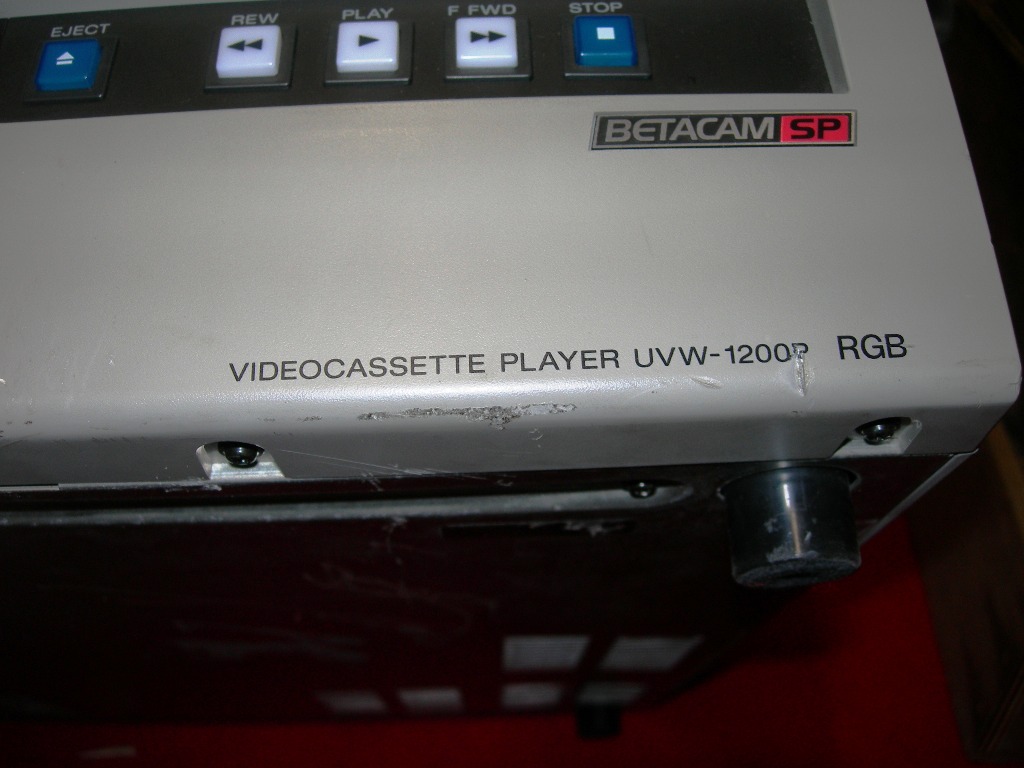 EJECT REW PLAY F FWD STOP
BETACAM SP
VIDEOCASSETTE PLAYER UVW-1200P RGB